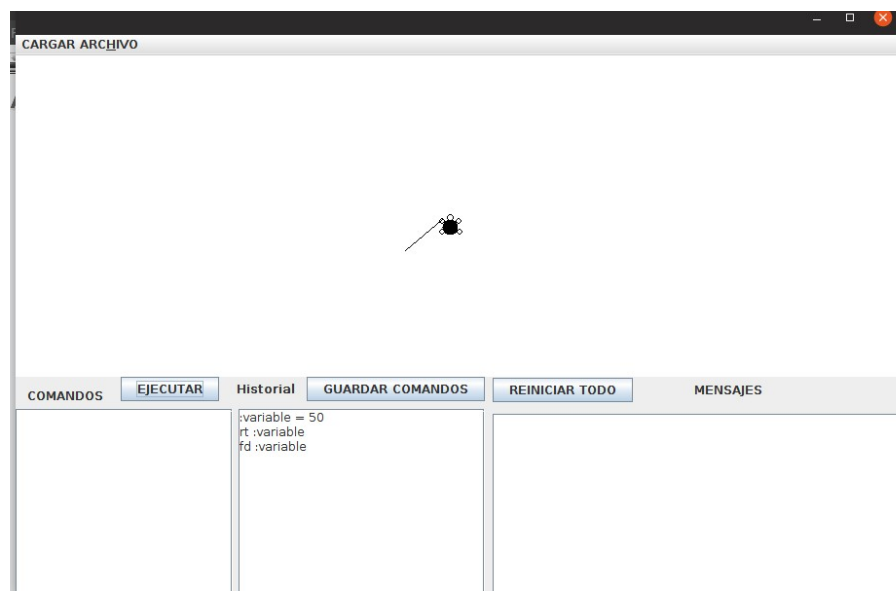 CARGAR ARCHIVO
COMANDOS
EJECUTAR
Historial
GUARDAR COMANDOS
REINICIAR TODO
MENSAJES
:variable = 50
rt :variable
fd :variable